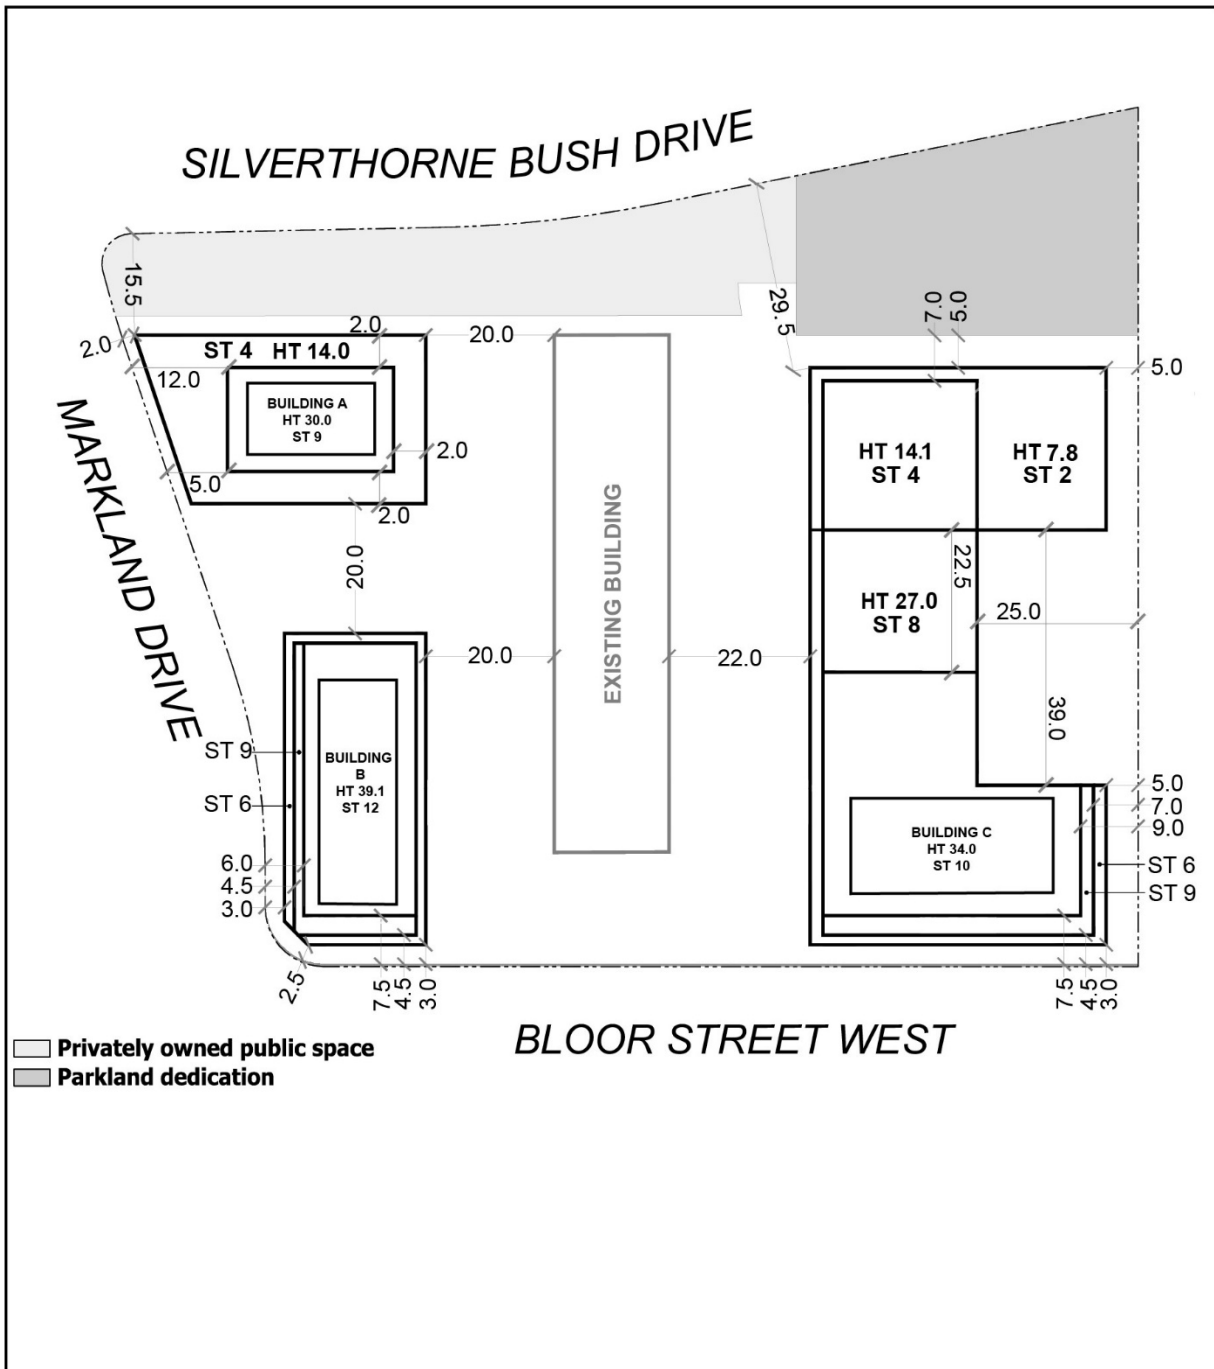 SILVERTHORNE BUSH DRIVE
15.5
29.5
7.0
5.0
2.0
2.0
20.0
ST 4 HT 14.0
12.0
5.0
BUILDING A
HT 30.0
ST 9
2.0
5.0
2.0
HT 14.1
ST 4
HT 7.8
ST 2
MARKLAND DRIVE
EXISTING BUILDING
20.0
22.5
HT 27.0
ST 8
25.0
20.0
22.0
39.0
ST 9
ST 6
BUILDING
B
HT 39.1
ST 12
5.0
7.0
9.0
BUILDING C
HT 34.0
ST 10
ST 6
ST 9
6.0
4.5
3.0
2.5
7.5
4.5
3.0
7.5
4.5
3.0
BLOOR STREET WEST
Privately owned public space
Parkland dedication